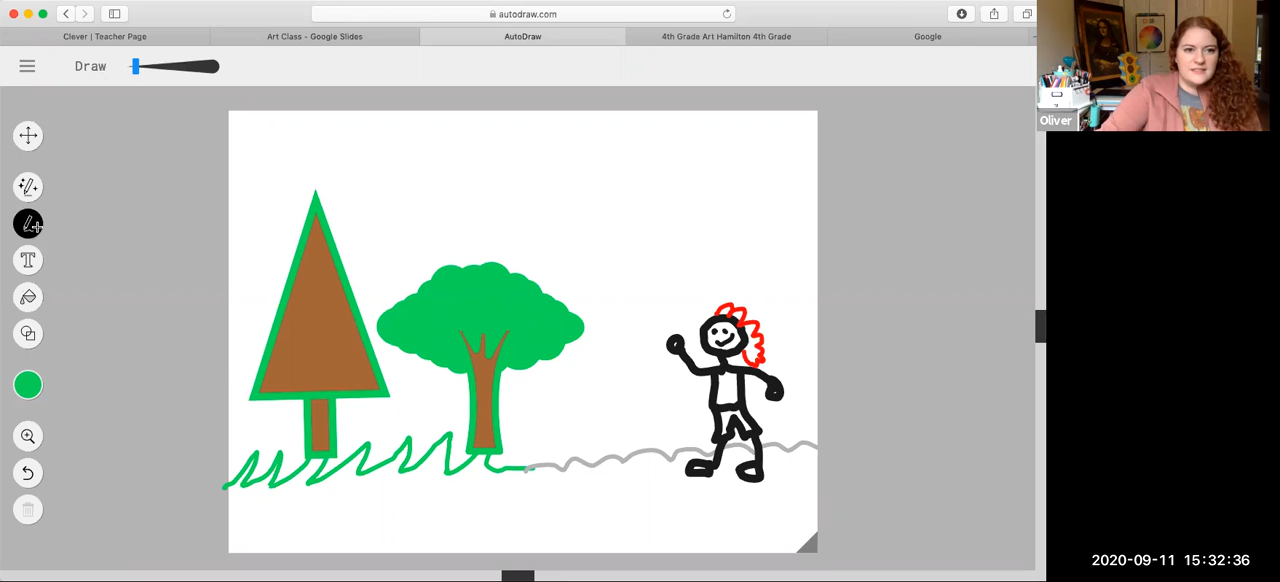 autodraw.com
Clever | Teacher Page
Art Class - Google Slides
AutoDraw
4th Grade Art Hamilton 4th Grade
Google
Draw
T
Oliver
2020-09-11 15:32:36